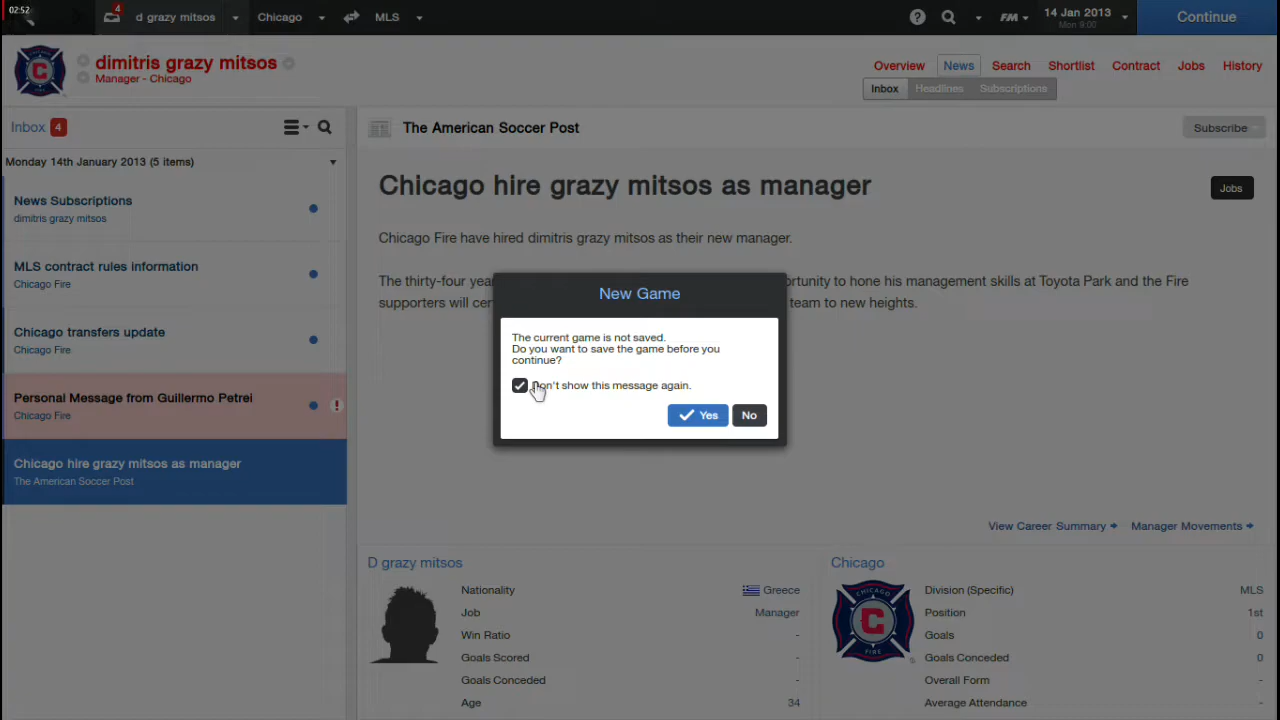 02:52
4
d grazy mitsos
Chicago
MLS
FM
14 Jan 2013
Mon 9:00
Continue
dimitris grazy mitsos
Manager - Chicago
Overview
News
Search
Shortlist
Contract
Jobs
History
Inbox
Headlines
Subscriptions
Inbox 4
The American Soccer Post
Subscribe
Monday 14th January 2013 (5 items)
News Subscriptions
dimitris grazy mitsos
MLS contract rules information
Chicago Fire
Chicago transfers update
Chicago Fire
Personal Message from Guillermo Petrei
Chicago Fire
Chicago hire grazy mitsos as manager
The American Soccer Post
Chicago hire grazy mitsos as manager
Jobs
Chicago Fire have hired dimitris grazy mitsos as their new manager.
The thirty-four yea
to hone his management skills at Toyota Park and the Fire
supporters will
team to new heights.
New Game
The current game is not saved.
Do you want to save the game before you
continue?
Don't show this message again.
Yes
No
View Career Summary
Manager Movements
D grazy mitsos
Nationality Greece
Job Manager
Win Ratio -
Goals Scored -
Goals Conceded -
Age 34
Chicago
CHICAGO
C
FIRE
Division (Specific) MLS
Position 1st
Goals 0
Goals Conceded 0
Overall Form -
Average Attendance -